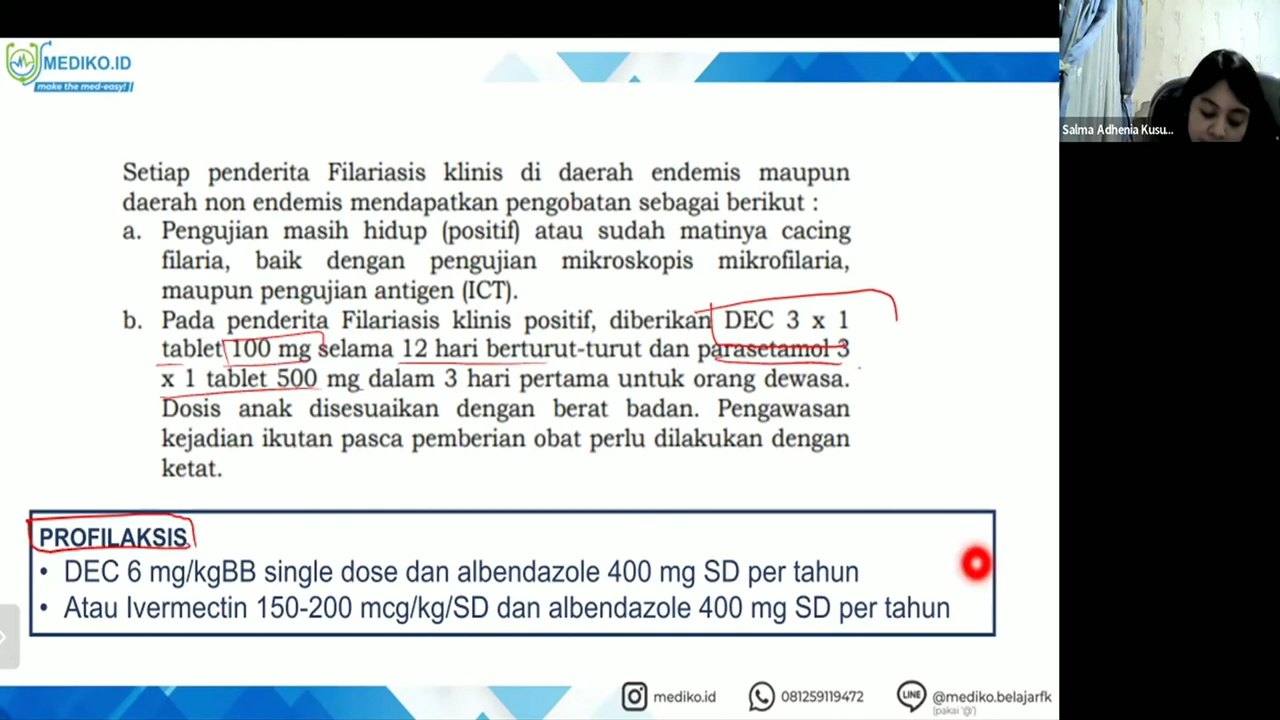 MEDIKO.ID
make the med-easy!
Salma Adhenia Kusu...
Setiap penderita Filariasis klinis di daerah endemis maupun
daerah non endemis mendapatkan pengobatan sebagai berikut :
a. Pengujian masih hidup (positif) atau sudah matinya cacing
filaria, baik dengan pengujian mikroskopis mikrofilaria,
maupun pengujian antigen (ICT).
b. Pada penderita Filariasis klinis positif, diberikan DEC 3 x 1
tablet 100 mg selama 12 hari berturut-turut dan parasetamol 3
x 1 tablet 500 mg dalam 3 hari pertama untuk orang dewasa.
Dosis anak disesuaikan dengan berat badan. Pengawasan
kejadian ikutan pasca pemberian obat perlu dilakukan dengan
ketat.
PROFILAKSIS
• DEC 6 mg/kgBB single dose dan albendazole 400 mg SD per tahun
• Atau Ivermectin 150-200 mcg/kg/SD dan albendazole 400 mg SD per tahun
mediko.id
081259119472
LINE
@mediko.belajarfk
(pakai '@')